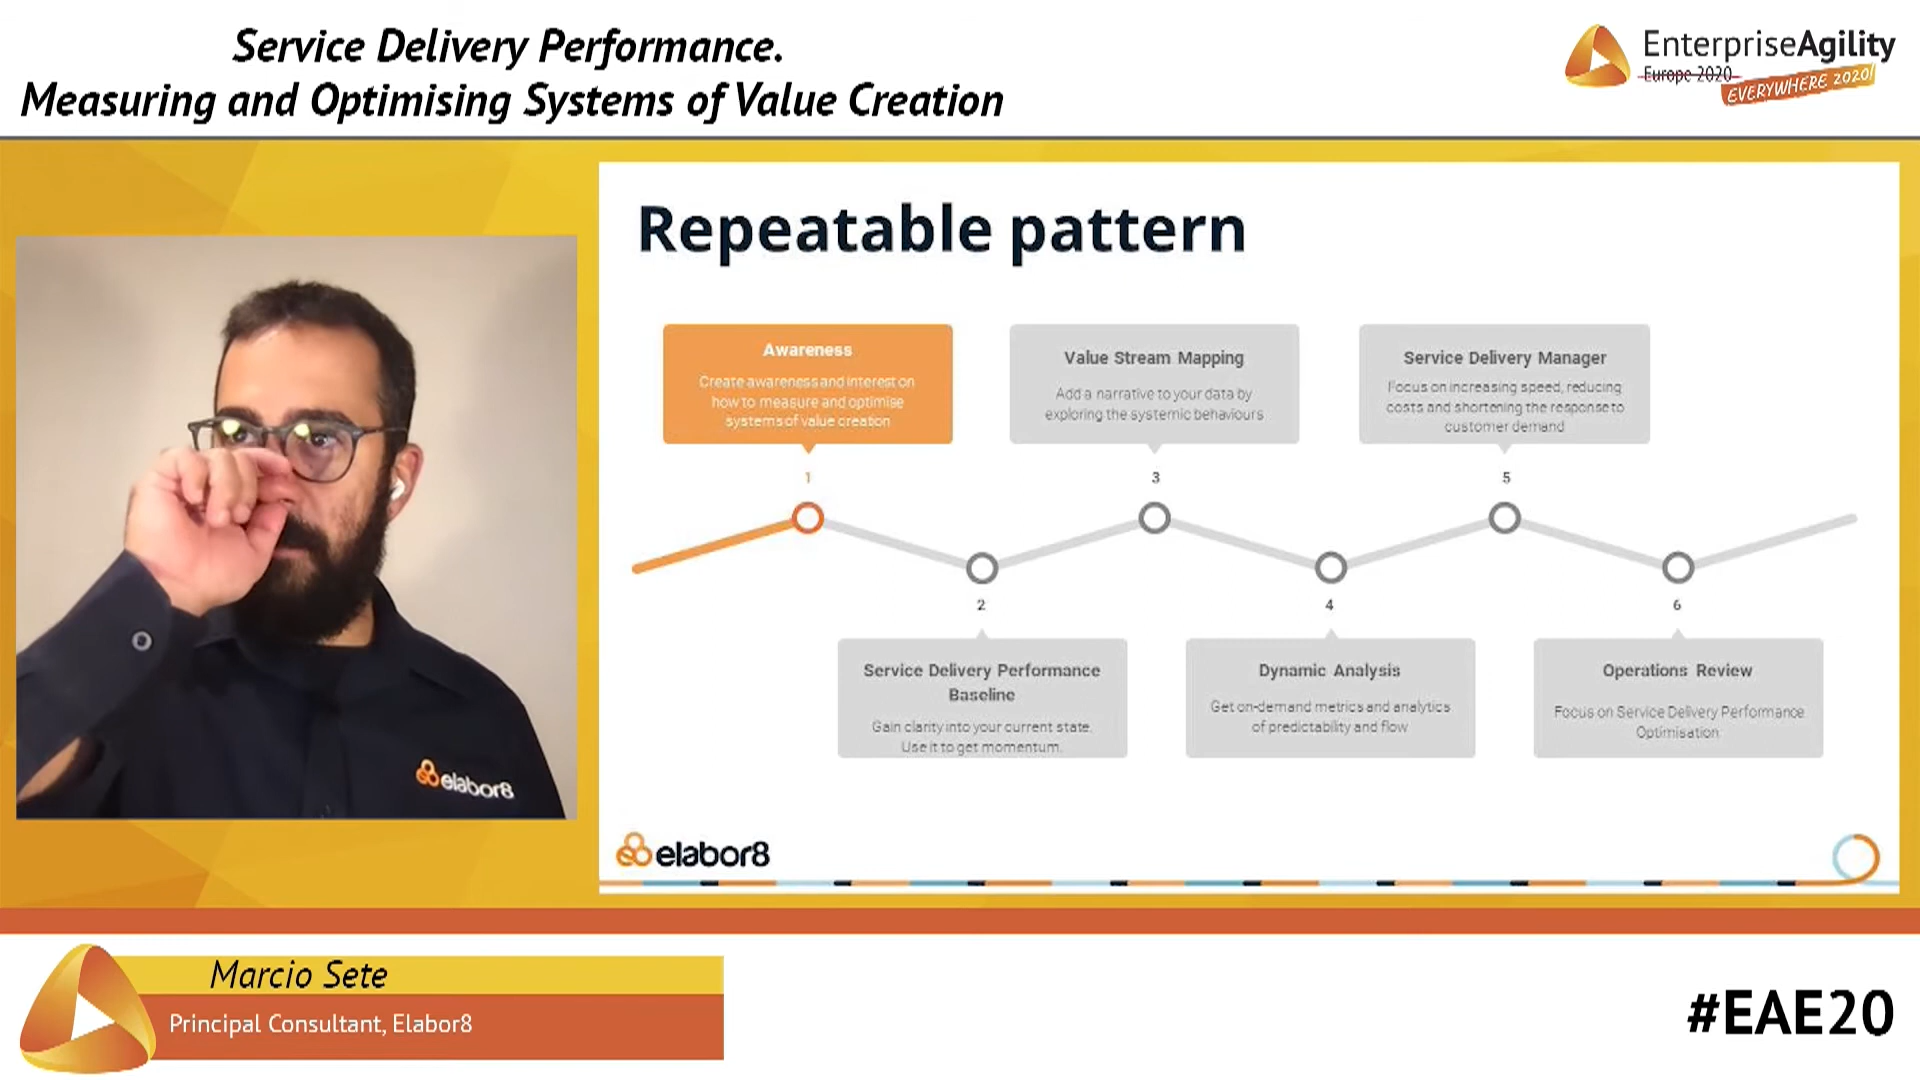 Service Delivery Performance.
Measuring and Optimising Systems of Value Creation
EnterpriseAgility
Europe 2020
EVERYWHERE 2020!
Repeatable pattern
Awareness
Create awareness and interest on
how to measure and optimise
systems of value creation
1
Value Stream Mapping
Add a narrative to your data by
exploring the systemic behaviours
3
Service Delivery Manager
Focus on increasing speed, reducing
costs and shortening the response to
customer demand
5
2
Service Delivery Performance
Baseline
Gain clarity into your current state.
Use it to get momentum.
4
Dynamic Analysis
Get on-demand metrics and analytics
of predictability and flow
6
Operations Review
Focus on Service Delivery Performance
Optimisation
elabor8
elabor8
Marcio Sete
Principal Consultant, Elabor8
#EAE20